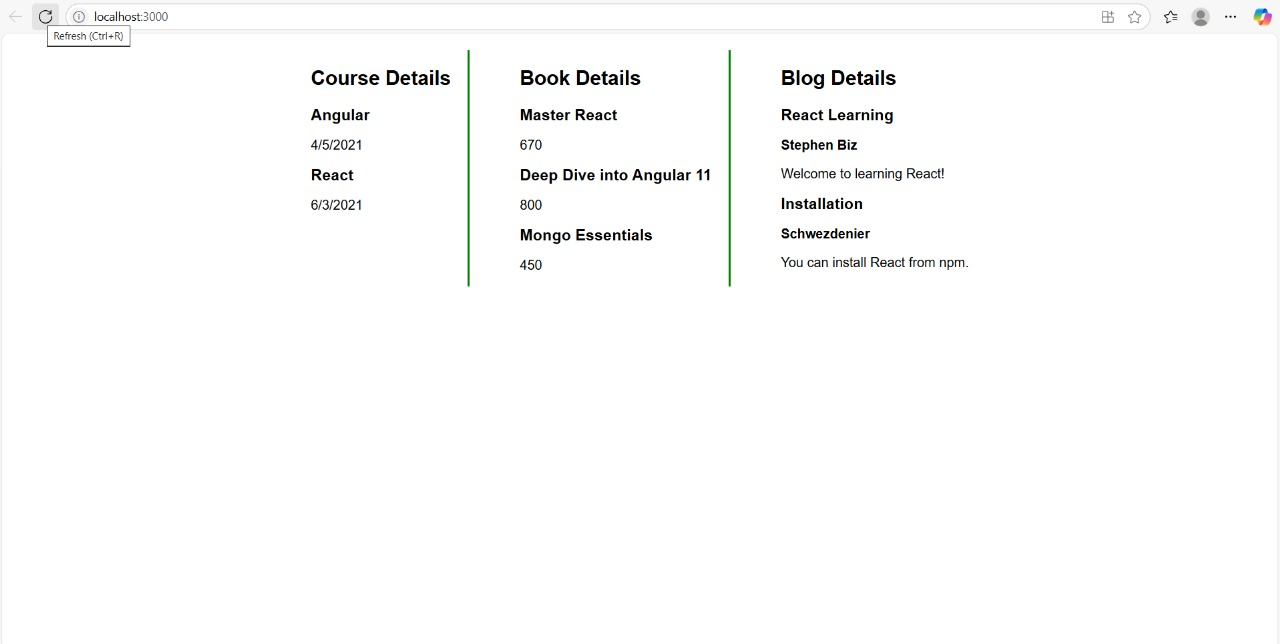 localhost:3000
Refresh (Ctrl+R)
Course Details
Angular
4/5/2021
React
6/3/2021
Book Details
Master React
670
Deep Dive into Angular 11
800
Mongo Essentials
450
Blog Details
React Learning
Stephen Biz
Welcome to learning React!
Installation
Schwezdenier
You can install React from npm.